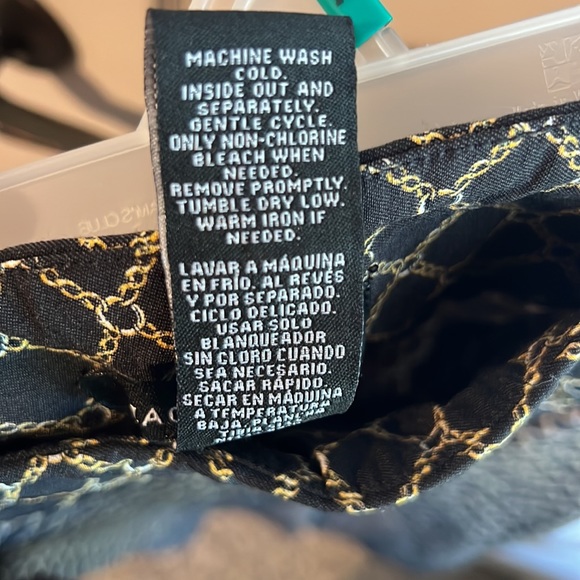 MACHINE WASH
COLD.
INSIDE OUT AND
SEPARATELY.
GENTLE CYCLE.
ONLY NON-CHLORINE
BLEACH WHEN
NEEDED.
REMOVE PROMPTLY.
TUMBLE DRY LOW.
WARM IRON IF
NEEDED.
LAVAR A MÁQUINA
EN FRÍO. AL REVÉS
Y POR SEPARADO.
CICLO DELICADO.
USAR SOLO
BLANQUEADOR
SIN CLORO CUANDO
SEA NECESARIO.
SACAR RÁPIDO.
SECAR EN MÁQUINA
A TEMPERATURA
BAJA. PLANCHA